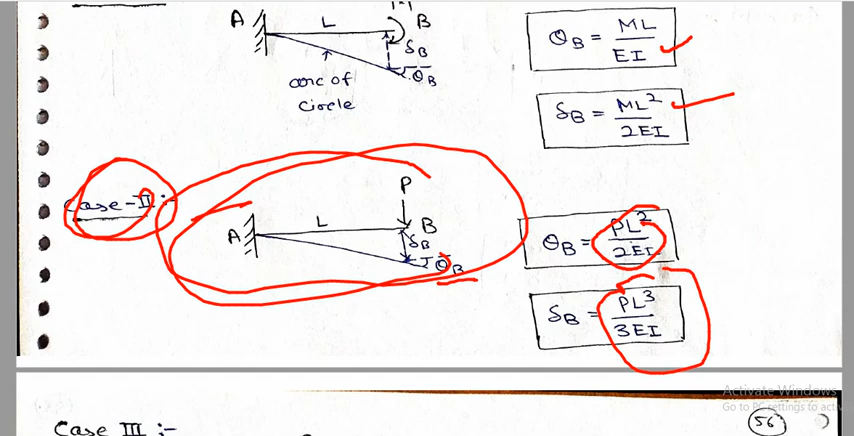 M
A L B
δB
θB
arc of
Circle
θB = ML / EI
δB = ML² / 2EI
Case-II :-
P
A L B
δB
θB
θB = PL² / 2EI
δB = PL³ / 3EI
Activate Windows
Go to PC settings to acti
56
Case III :-